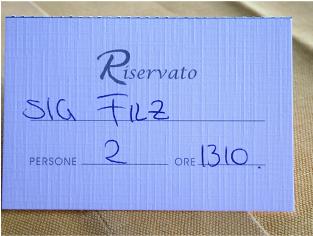 Riservato
SIG FILZ
PERSONE 2 ORE 1310.